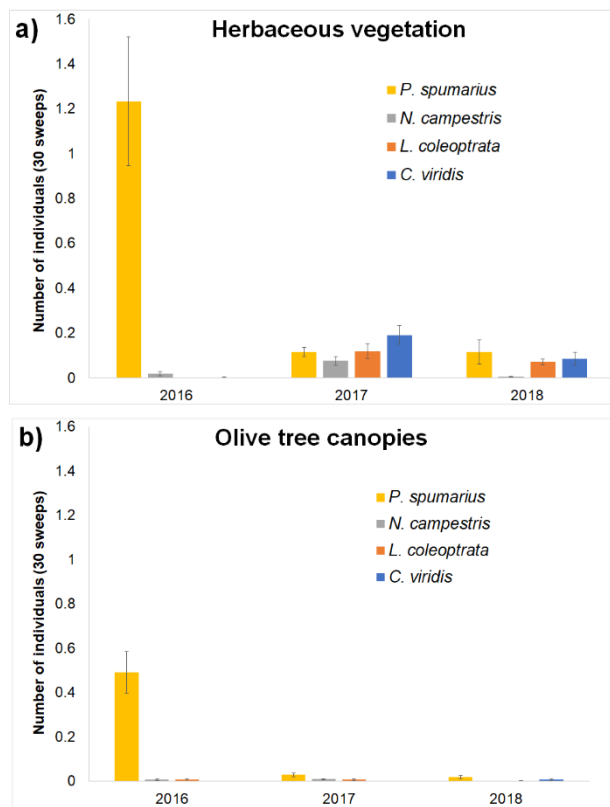 a) Herbaceous vegetation
Number of individuals (30 sweeps)
1.6
1.4
1.2
1
0.8
0.6
0.4
0.2
0
P. spumarius
N. campestris
L. coleoptrata
C. viridis
2016 2017 2018
b) Olive tree canopies
Number of individuals (30 sweeps)
1.6
1.4
1.2
1
0.8
0.6
0.4
0.2
0
P. spumarius
N. campestris
L. coleoptrata
C. viridis
2016 2017 2018